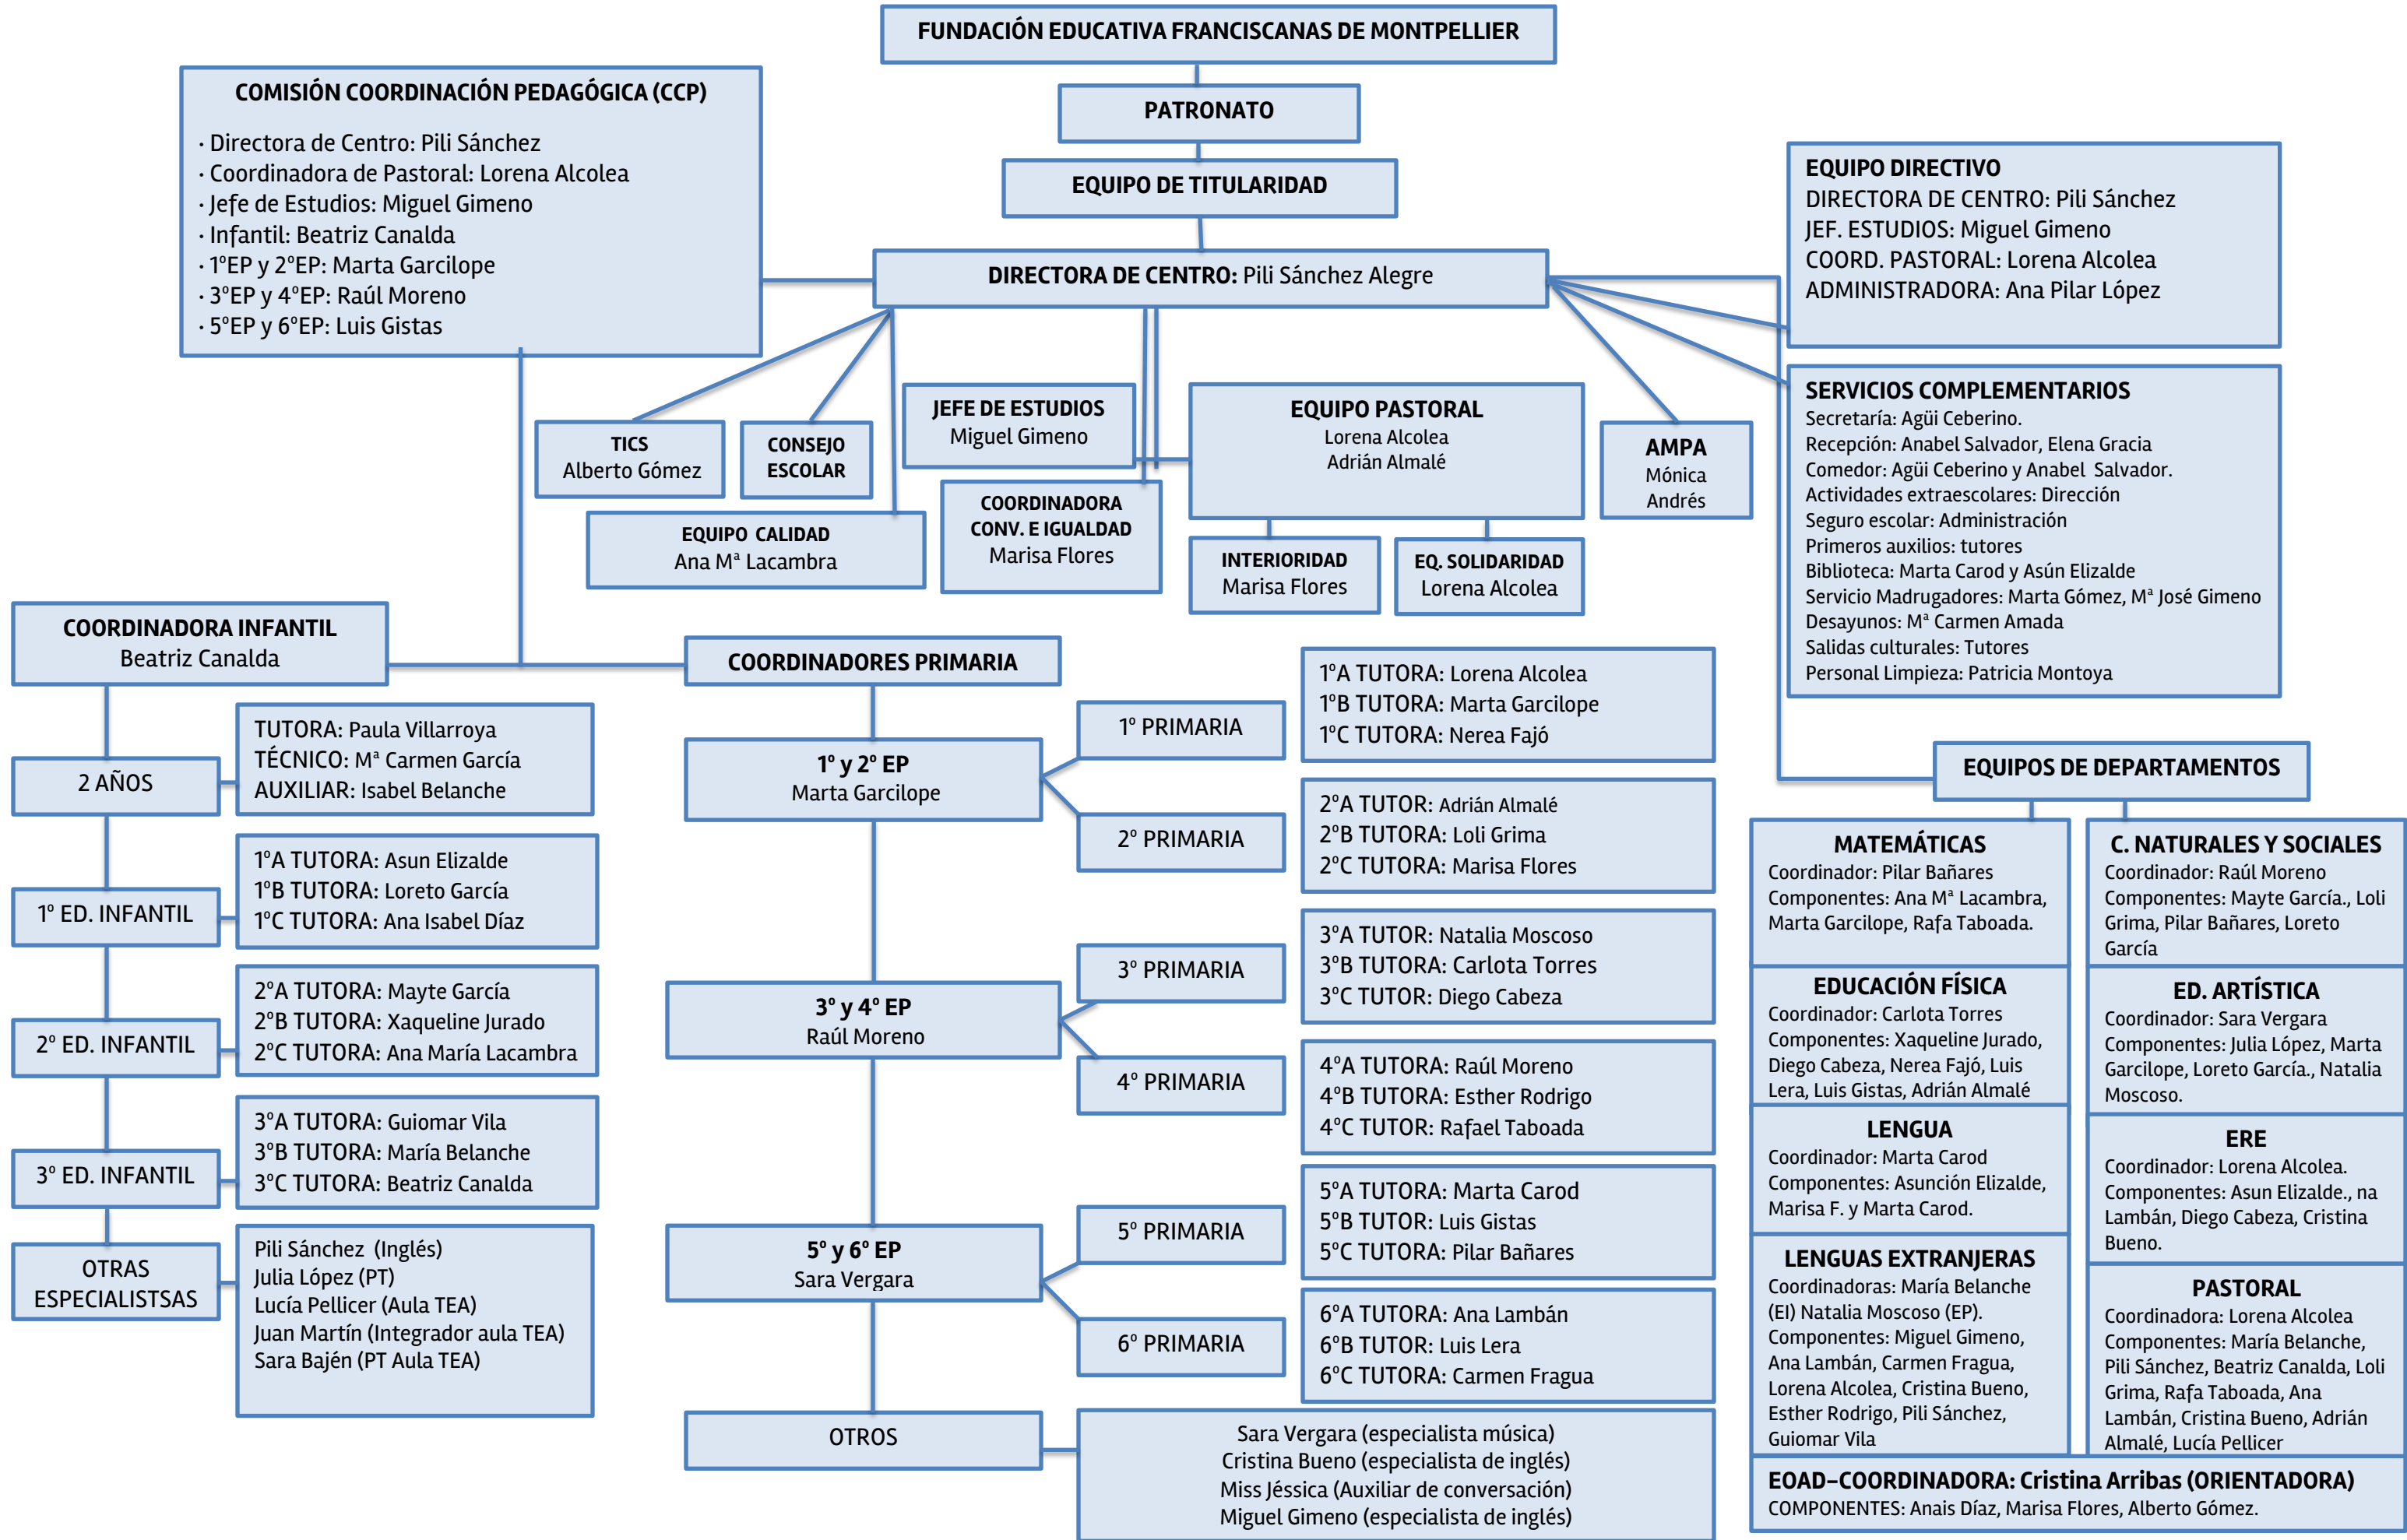 FUNDACIÓN EDUCATIVA FRANCISCANAS DE MONTPELLIER
PATRONATO
EQUIPO DE TITULARIDAD
DIRECTORA DE CENTRO: Pili Sánchez Alegre
COMISIÓN COORDINACIÓN PEDAGÓGICA (CCP)
· Directora de Centro: Pili Sánchez
· Coordinadora de Pastoral: Lorena Alcolea
· Jefe de Estudios: Miguel Gimeno
· Infantil: Beatriz Canalda
· 1ºEP y 2ºEP: Marta Garcilope
· 3ºEP y 4ºEP: Raúl Moreno
· 5ºEP y 6ºEP: Luis Gistas
EQUIPO DIRECTIVO
DIRECTORA DE CENTRO: Pili Sánchez
JEF. ESTUDIOS: Miguel Gimeno
COORD. PASTORAL: Lorena Alcolea
ADMINISTRADORA: Ana Pilar López
SERVICIOS COMPLEMENTARIOS
Secretaría: Agüi Ceberino.
Recepción: Anabel Salvador, Elena Gracia
Comedor: Agüi Ceberino y Anabel Salvador.
Actividades extraescolares: Dirección
Seguro escolar: Administración
Primeros auxilios: tutores
Biblioteca: Marta Carod y Asún Elizalde
Servicio Madrugadores: Marta Gómez, Mª José Gimeno
Desayunos: Mª Carmen Amada
Salidas culturales: Tutores
Personal Limpieza: Patricia Montoya
TICS
Alberto Gómez
CONSEJO
ESCOLAR
EQUIPO CALIDAD
Ana Mª Lacambra
JEFE DE ESTUDIOS
Miguel Gimeno
COORDINADORA
CONV. E IGUALDAD
Marisa Flores
EQUIPO PASTORAL
Lorena Alcolea
Adrián Almalé
INTERIORIDAD
Marisa Flores
EQ. SOLIDARIDAD
Lorena Alcolea
AMPA
Mónica
Andrés
COORDINADORA INFANTIL
Beatriz Canalda
2 AÑOS
TUTORA: Paula Villarroya
TÉCNICO: Mª Carmen García
AUXILIAR: Isabel Belanche
1º ED. INFANTIL
1ºA TUTORA: Asun Elizalde
1ºB TUTORA: Loreto García
1ºC TUTORA: Ana Isabel Díaz
2º ED. INFANTIL
2ºA TUTORA: Mayte García
2ºB TUTORA: Xaqueline Jurado
2ºC TUTORA: Ana María Lacambra
3º ED. INFANTIL
3ºA TUTORA: Guiomar Vila
3ºB TUTORA: María Belanche
3ºC TUTORA: Beatriz Canalda
OTRAS
ESPECIALISTSAS
Pili Sánchez (Inglés)
Julia López (PT)
Lucía Pellicer (Aula TEA)
Juan Martín (Integrador aula TEA)
Sara Bajén (PT Aula TEA)
COORDINADORES PRIMARIA
1º y 2º EP
Marta Garcilope
1º PRIMARIA
1ºA TUTORA: Lorena Alcolea
1ºB TUTORA: Marta Garcilope
1ºC TUTORA: Nerea Fajó
2º PRIMARIA
2ºA TUTOR: Adrián Almalé
2ºB TUTORA: Loli Grima
2ºC TUTORA: Marisa Flores
3º y 4º EP
Raúl Moreno
3º PRIMARIA
3ºA TUTOR: Natalia Moscoso
3ºB TUTORA: Carlota Torres
3ºC TUTOR: Diego Cabeza
4º PRIMARIA
4ºA TUTORA: Raúl Moreno
4ºB TUTORA: Esther Rodrigo
4ºC TUTOR: Rafael Taboada
5º y 6º EP
Sara Vergara
5º PRIMARIA
5ºA TUTORA: Marta Carod
5ºB TUTOR: Luis Gistas
5ºC TUTOR: Pilar Bañares
6º PRIMARIA
6ºA TUTORA: Ana Lambán
6ºB TUTOR: Luis Lera
6ºC TUTORA: Carmen Fragua
OTROS
Sara Vergara (especialista música)
Cristina Bueno (especialista de inglés)
Miss Jéssica (Auxiliar de conversación)
Miguel Gimeno (especialista de inglés)
EQUIPOS DE DEPARTAMENTOS
MATEMÁTICAS
Coordinador: Pilar Bañares
Componentes: Ana Mª Lacambra,
Marta Garcilope, Rafa Taboada.
EDUCACIÓN FÍSICA
Coordinador: Carlota Torres
Componentes: Xaqueline Jurado,
Diego Cabeza, Nerea Fajó, Luis
Lera, Luis Gistas, Adrián Almalé
LENGUA
Coordinador: Marta Carod
Componentes: Asunción Elizalde,
Marisa F. y Marta Carod.
LENGUAS EXTRANJERAS
Coordinadoras: María Belanche
(EI) Natalia Moscoso (EP).
Componentes: Miguel Gimeno,
Ana Lambán, Carmen Fragua,
Lorena Alcolea, Cristina Bueno,
Esther Rodrigo, Pili Sánchez,
Guiomar Vila
C. NATURALES Y SOCIALES
Coordinador: Raúl Moreno
Componentes: Mayte García., Loli
Grima, Pilar Bañares, Loreto
García
ED. ARTÍSTICA
Coordinador: Sara Vergara
Componentes: Julia López, Marta
Garcilope, Loreto García., Natalia
Moscoso.
ERE
Coordinador: Lorena Alcolea.
Componentes: Asun Elizalde., na
Lambán, Diego Cabeza, Cristina
Bueno.
PASTORAL
Coordinadora: Lorena Alcolea
Componentes: María Belanche,
Pili Sánchez, Beatriz Canalda, Loli
Grima, Rafa Taboada, Ana
Lambán, Cristina Bueno, Adrián
Almalé, Lucía Pellicer
EOAD-COORDINADORA: Cristina Arribas (ORIENTADORA)
COMPONENTES: Anais Díaz, Marisa Flores, Alberto Gómez.